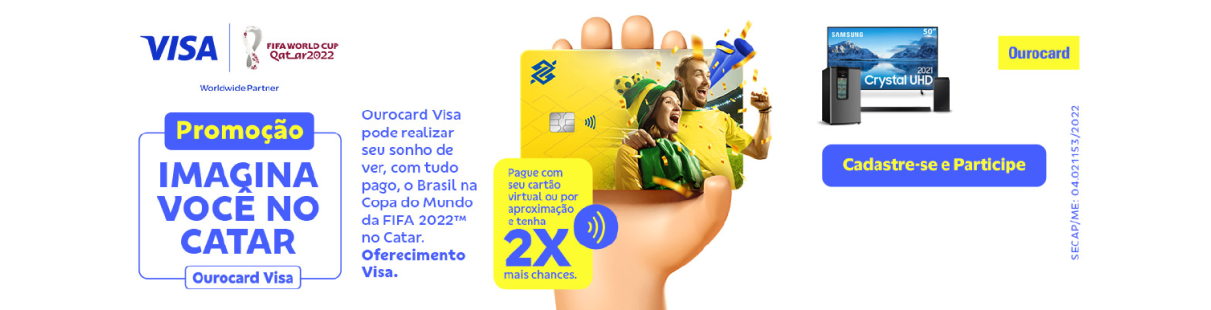 VISA
FIFA WORLD CUP
Qatar2022
Worldwide Partner
Promoção
IMAGINA
VOCÊ NO
CATAR
Ourocard Visa
Ourocard Visa
pode realizar
seu sonho de
ver, com tudo
pago, o Brasil na
Copa do Mundo
da FIFA 2022™
no Catar.
Oferecimento
Visa.
Pague com
seu cartão
virtual ou por
aproximação
e tenha
2X
mais chances.
SAMSUNG
50"
2021
Crystal UHD
Ourocard
Cadastre-se e Participe
SECAP/ME: 04.021153/2022